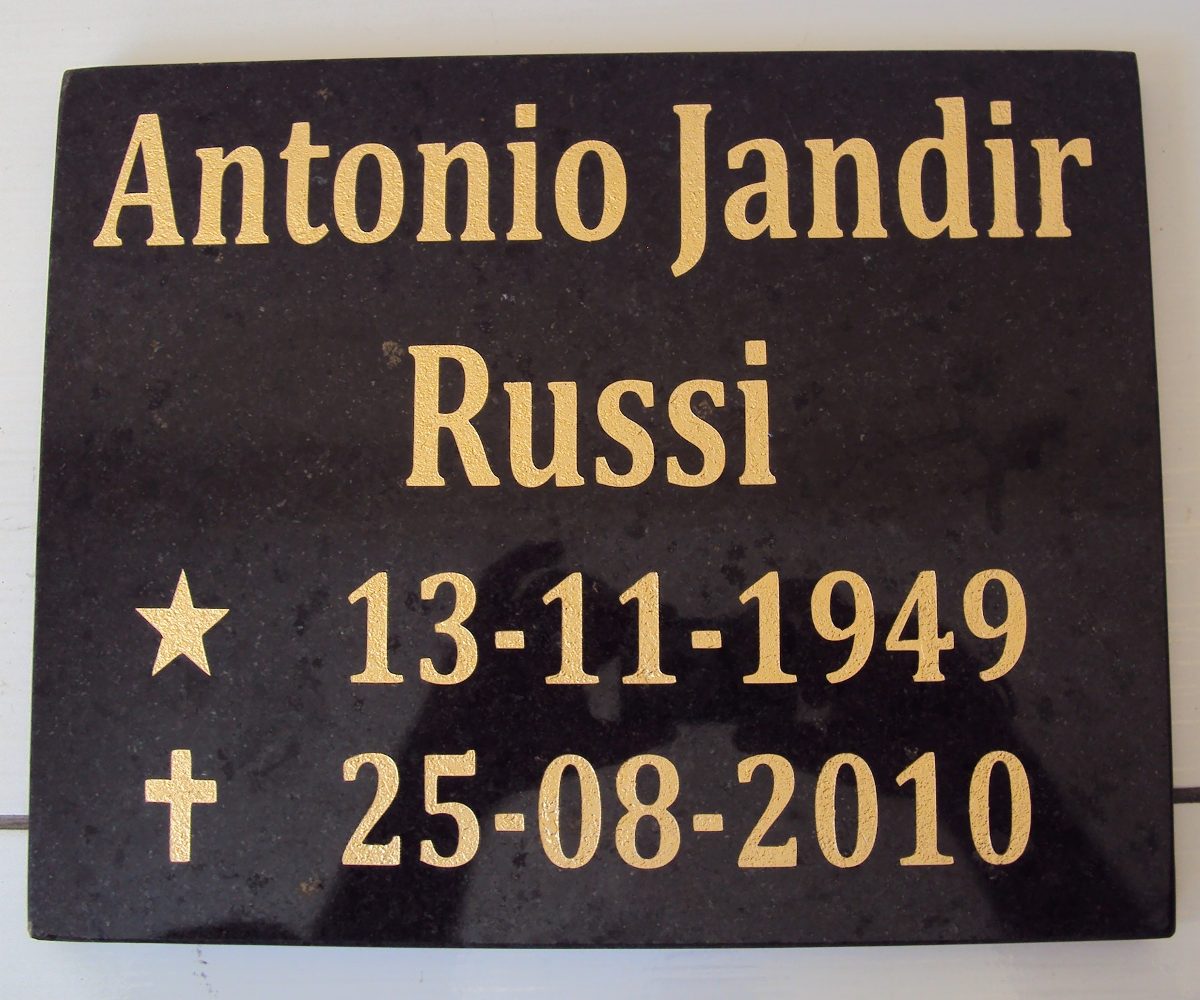 Antonio Jandir
Russi
★ 13-11-1949
✝ 25-08-2010